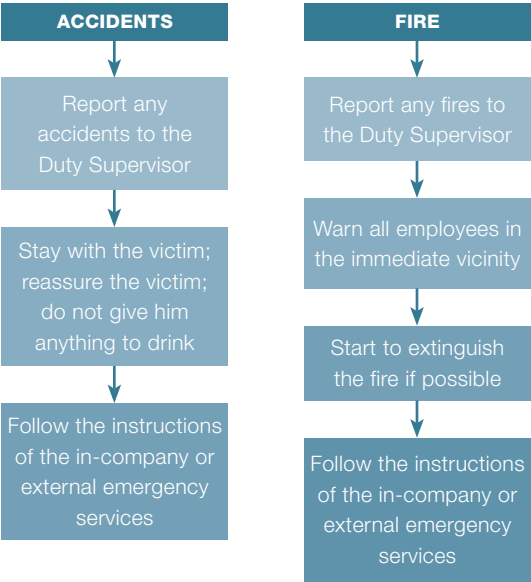 ACCIDENTS
Report any
accidents to the
Duty Supervisor
Stay with the victim;
reassure the victim;
do not give him
anything to drink
Follow the instructions
of the in-company or
external emergency
services
FIRE
Report any fires to
the Duty Supervisor
Warn all employees in
the immediate vicinity
Start to extinguish
the fire if possible
Follow the instructions
of the in-company or
external emergency
services